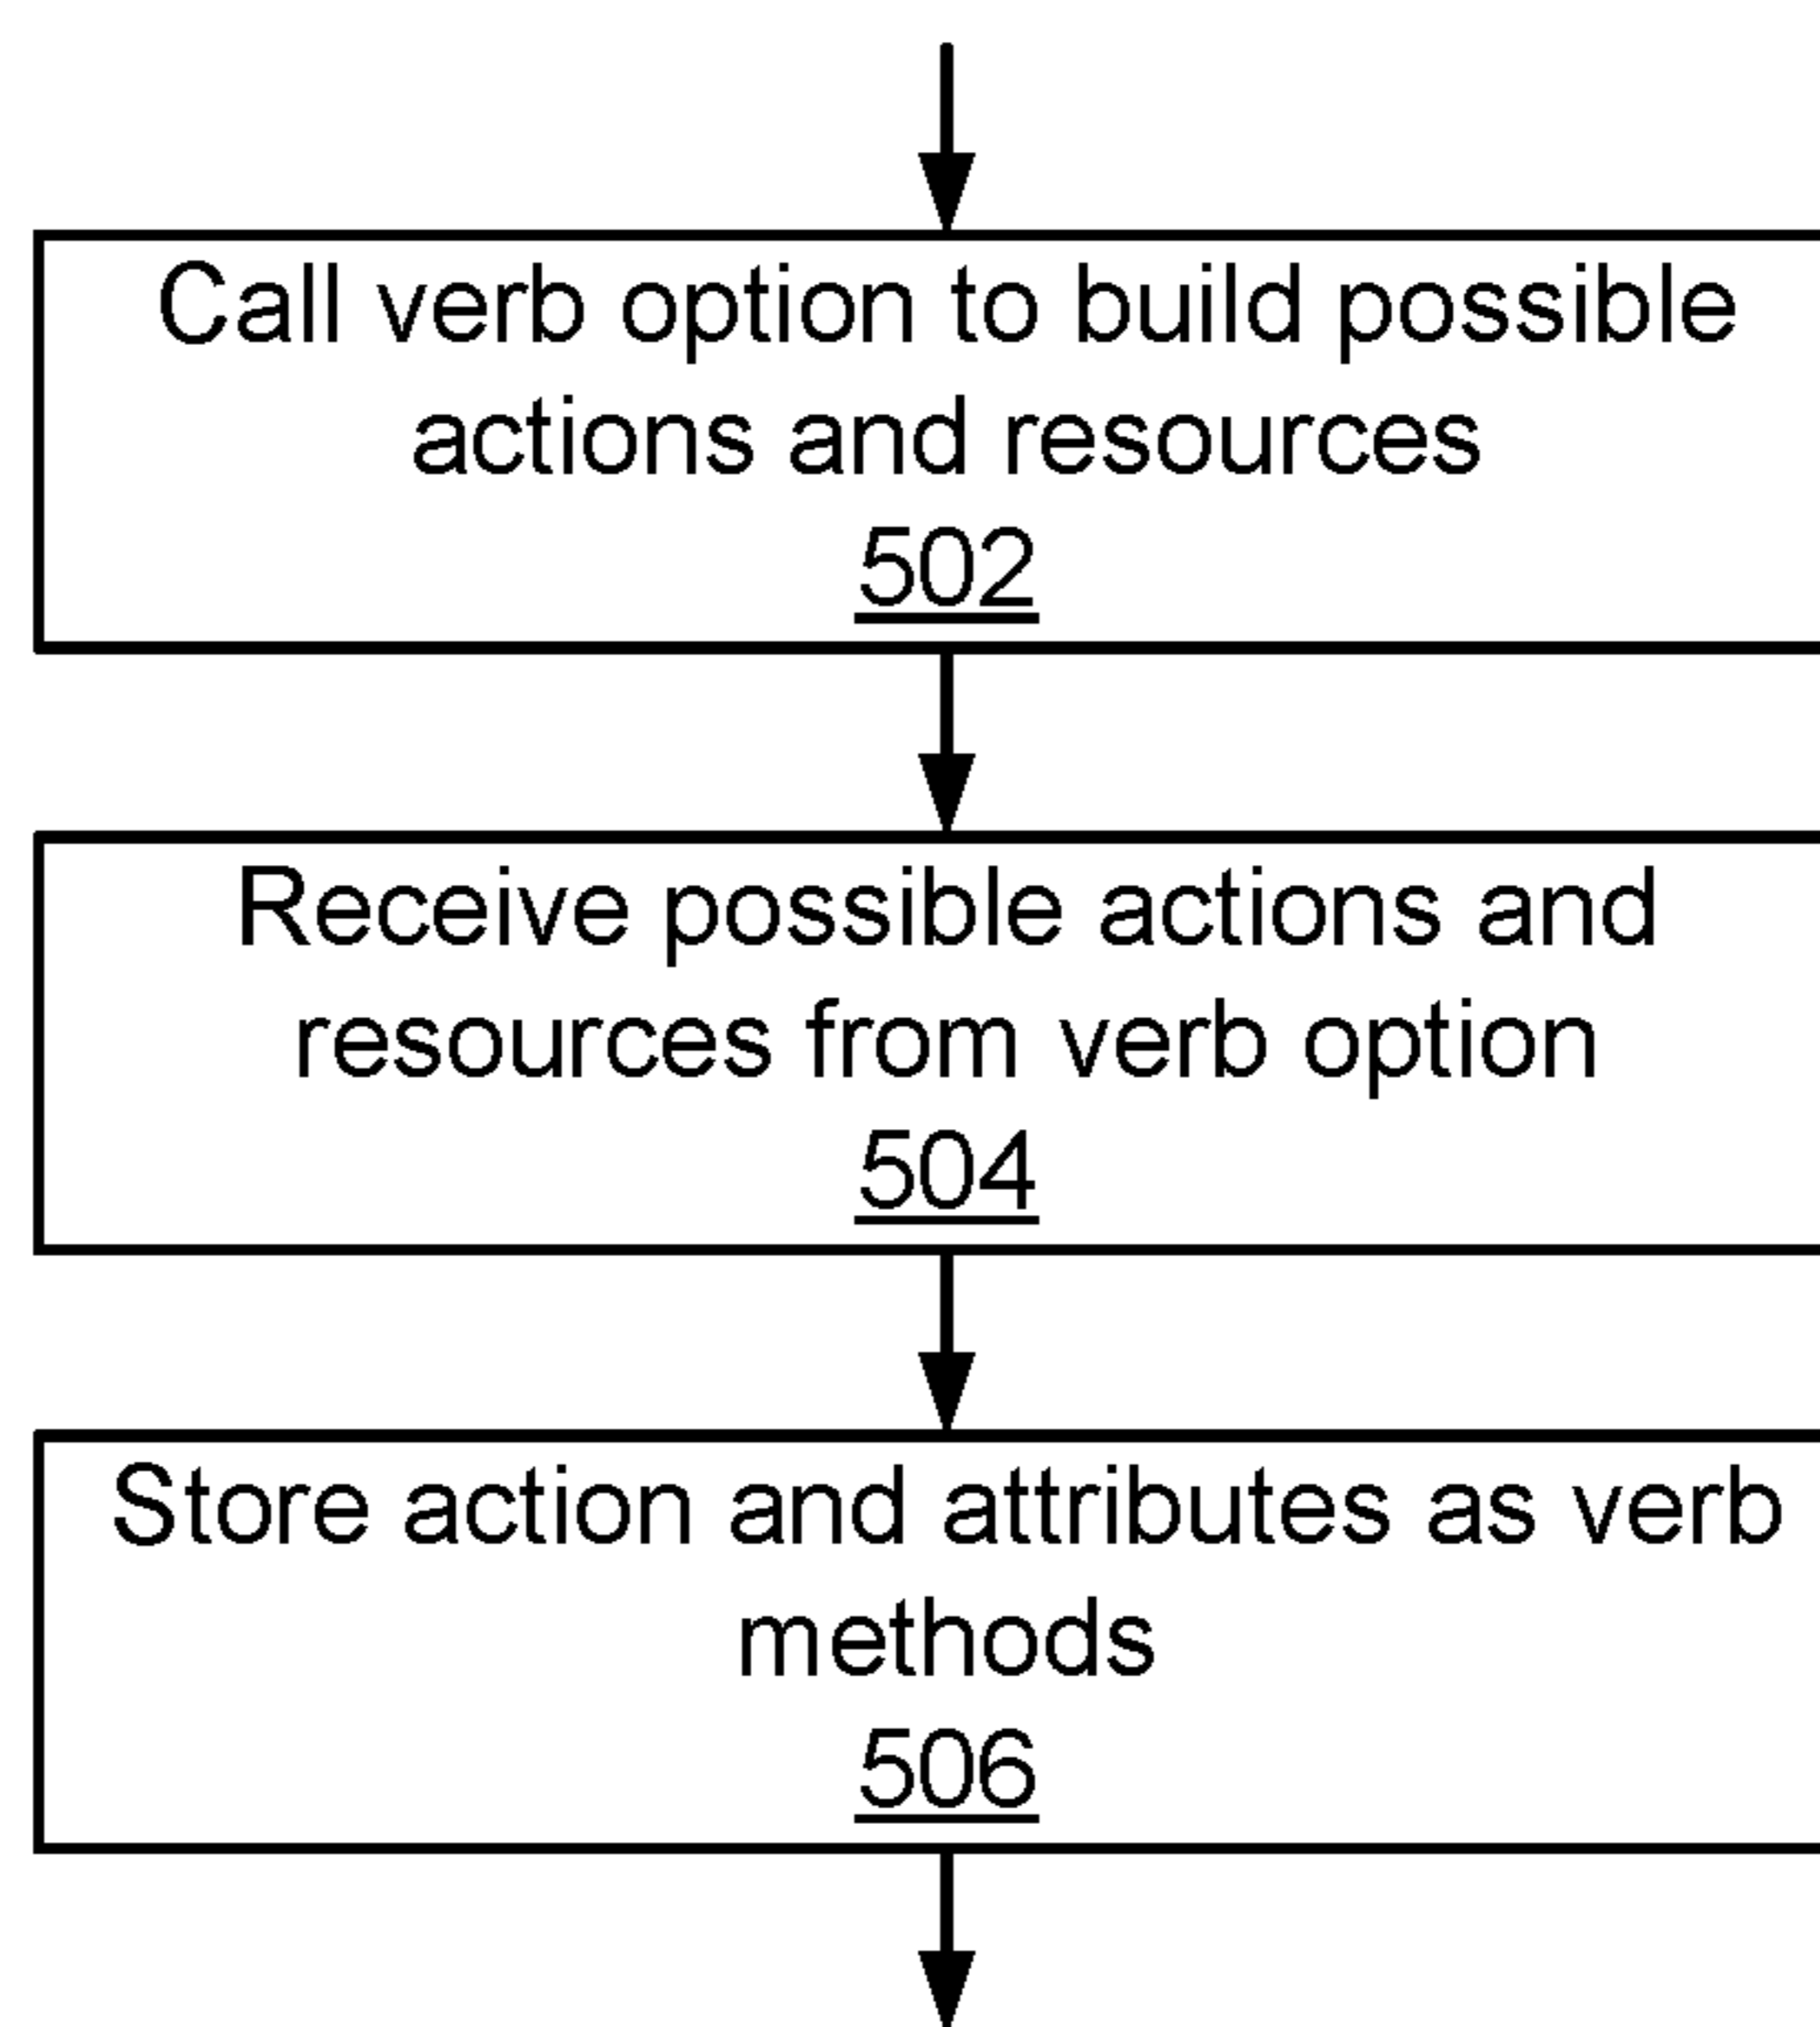 Call verb option to build possible
actions and resources
502
Receive possible actions and
resources from verb option
504
Store action and attributes as verb
methods
506